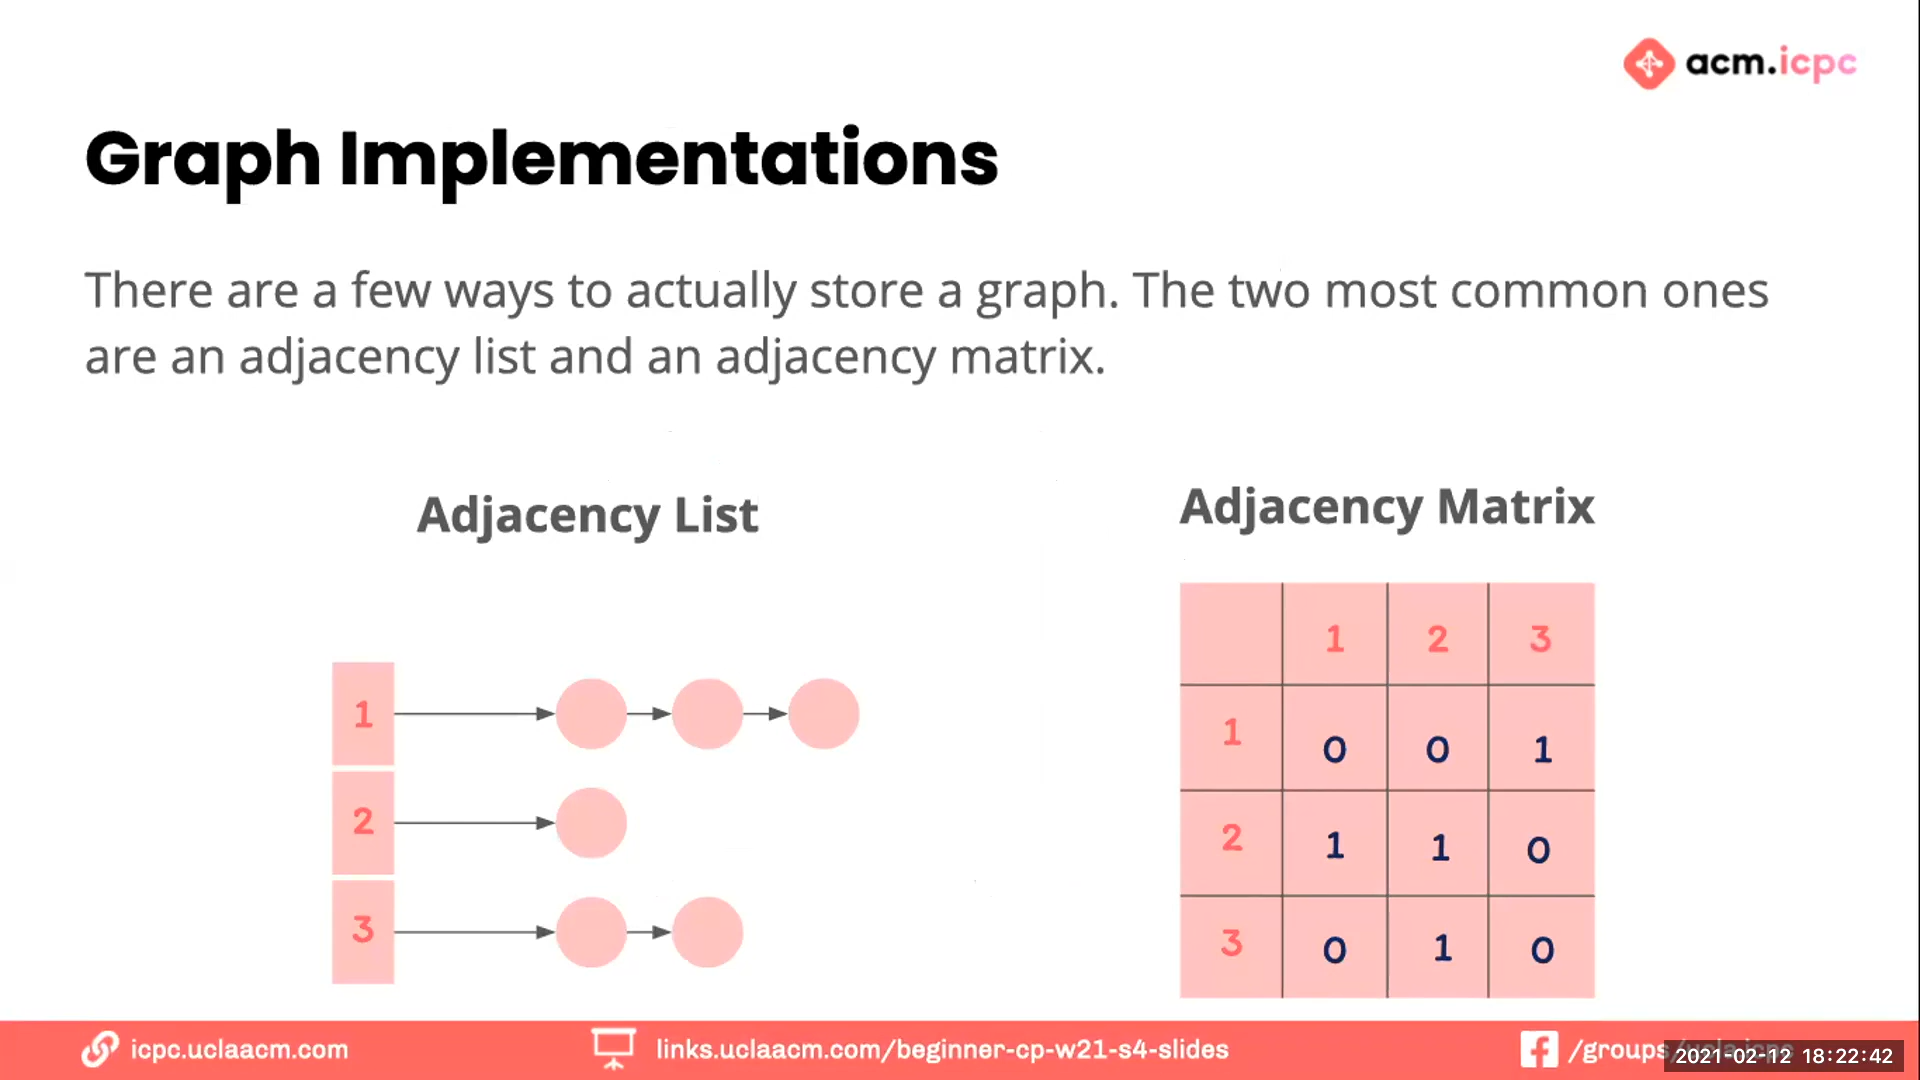 acm.icpc
Graph Implementations
There are a few ways to actually store a graph. The two most common ones
are an adjacency list and an adjacency matrix.
Adjacency List
1
2
3
Adjacency Matrix
1 2 3
1 0 0 1
2 1 1 0
3 0 1 0
icpc.uclaacm.com
links.uclaacm.com/beginner-cp-w21-s4-slides
/groups/ucla.icpc
2021-02-12 18:22:42